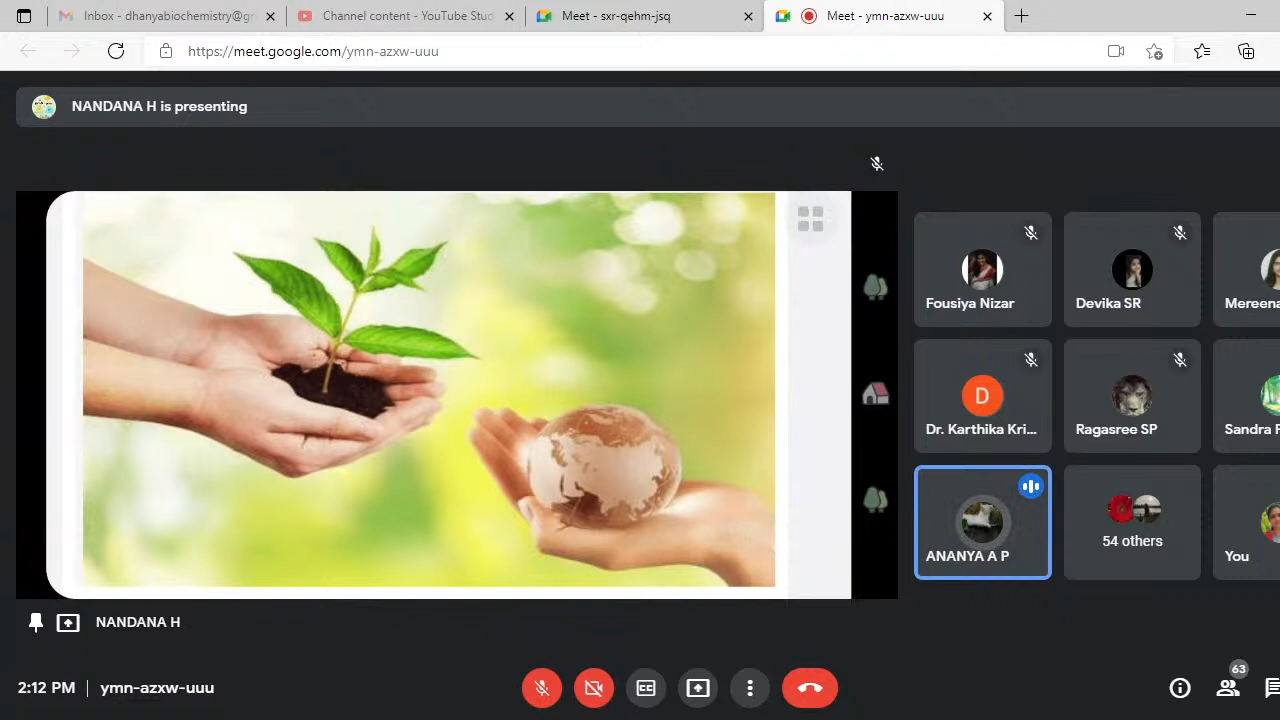 Inbox - dhanyabiochemistry@gm
Channel content - YouTube Stud
Meet - sxr-qehm-jsq
Meet - ymn-azxw-uuu
https://meet.google.com/ymn-azxw-uuu
NANDANA H is presenting
Fousiya Nizar
Devika SR
Mereena
Dr. Karthika Kri...
D
Ragasree SP
Sandra P
ANANYA A P
54 others
You
NANDANA H
2:12 PM | ymn-azxw-uuu
CC
63